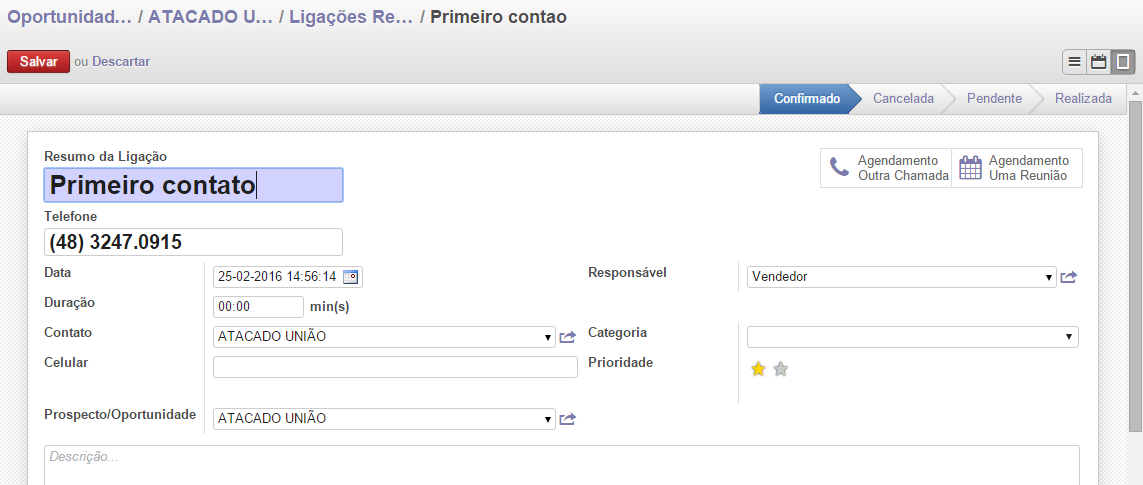 Oportunidad... / ATACADO U... / Ligações Re... / Primeiro contao
Salvar ou Descartar
Confirmado Cancelada Pendente Realizada
Resumo da Ligação
Primeiro contato
Agendamento
Outra Chamada
Agendamento
Uma Reunião
Telefone
(48) 3247.0915
Data 25-02-2016 14:56:14 Responsável Vendedor
Duração 00:00 min(s)
Contato ATACADO UNIÃO Categoria
Celular Prioridade
Prospecto/Oportunidade ATACADO UNIÃO
Descrição...